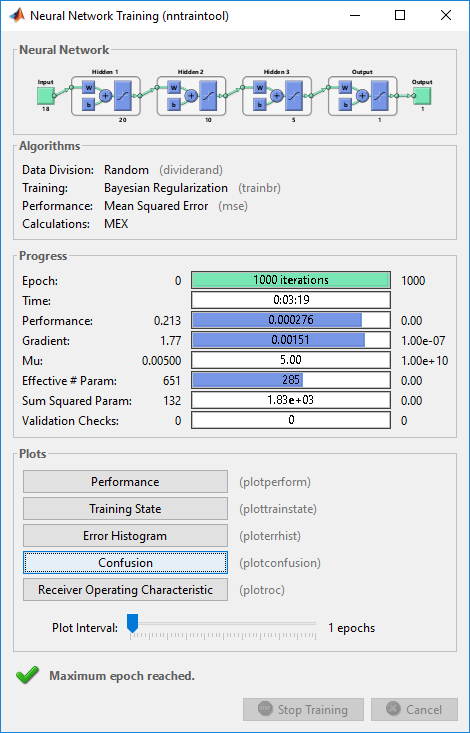 Neural Network Training (nntraintool)
Neural Network
Hidden 1 Hidden 2 Hidden 3 Output
Input Output
W W W W
+ + + +
b b b b
18 20 10 5 1 1
Algorithms
Data Division: Random (dividerand)
Training: Bayesian Regularization (trainbr)
Performance: Mean Squared Error (mse)
Calculations: MEX
Progress
Epoch: 0 1000 iterations 1000
Time: 0:03:19
Performance: 0.213 0.000276 0.00
Gradient: 1.77 0.00151 1.00e-07
Mu: 0.00500 5.00 1.00e+10
Effective # Param: 651 285 0.00
Sum Squared Param: 132 1.83e+03 0.00
Validation Checks: 0 0 0
Plots
Performance (plotperform)
Training State (plottrainstate)
Error Histogram (ploterrhist)
Confusion (plotconfusion)
Receiver Operating Characteristic (plotroc)
Plot Interval: 1 epochs
Maximum epoch reached.
Stop Training Cancel